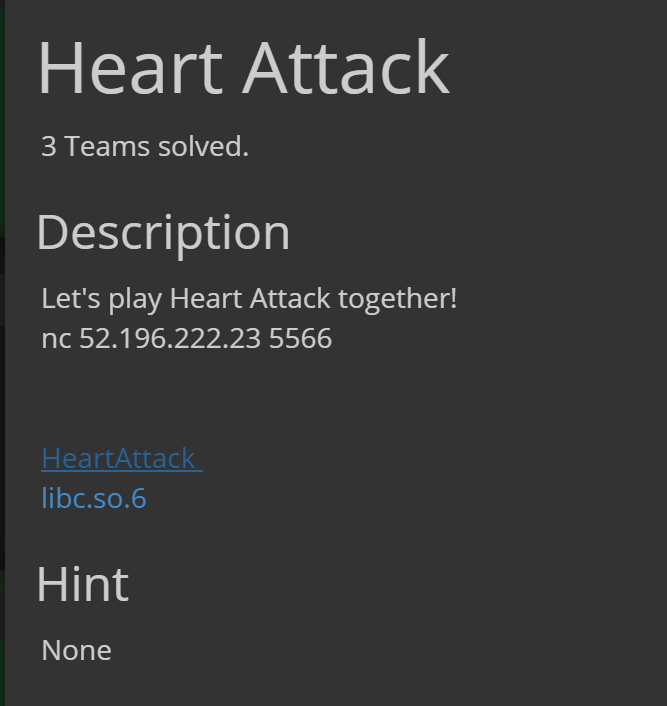 Heart Attack
3 Teams solved.
Description
Let's play Heart Attack together!
nc 52.196.222.23 5566
HeartAttack
libc.so.6
Hint
None